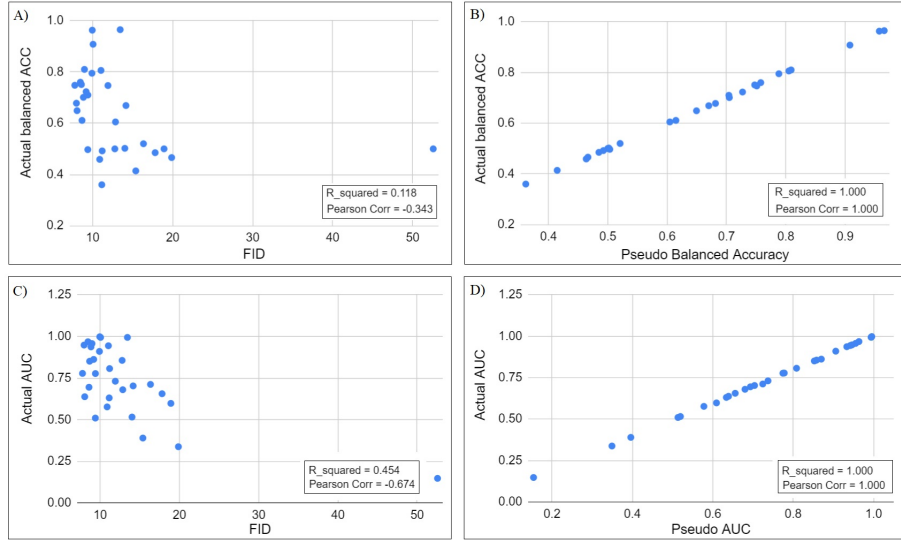 A)
Actual balanced ACC
1.0
0.8
0.6
0.4
0.2
R_squared = 0.118
Pearson Corr = -0.343
10
20
30
40
50
FID
B)
Actual balanced ACC
1.0
0.8
0.6
0.4
0.2
R_squared = 1.000
Pearson Corr = 1.000
0.4
0.5
0.6
0.7
0.8
0.9
Pseudo Balanced Accuracy
C)
Actual AUC
1.25
1.00
0.75
0.50
0.25
0.00
R_squared = 0.454
Pearson Corr = -0.674
10
20
30
40
50
FID
D)
Actual AUC
1.25
1.00
0.75
0.50
0.25
0.00
R_squared = 1.000
Pearson Corr = 1.000
0.2
0.4
0.6
0.8
1.0
Pseudo AUC